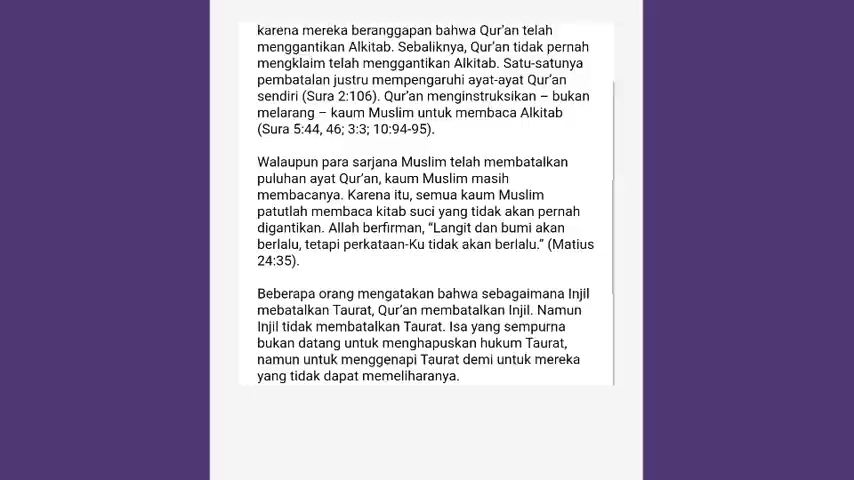 karena mereka beranggapan bahwa Qur'an telah
menggantikan Alkitab. Sebaliknya, Qur'an tidak pernah
mengklaim telah menggantikan Alkitab. Satu-satunya
pembatalan justru mempengaruhi ayat-ayat Qur'an
sendiri (Sura 2:106). Qur'an menginstruksikan – bukan
melarang – kaum Muslim untuk membaca Alkitab
(Sura 5:44, 46; 3:3; 10:94-95).
Walaupun para sarjana Muslim telah membatalkan
puluhan ayat Qur'an, kaum Muslim masih
membacanya. Karena itu, semua kaum Muslim
patutlah membaca kitab suci yang tidak akan pernah
digantikan. Allah berfirman, “Langit dan bumi akan
berlalu, tetapi perkataan-Ku tidak akan berlalu.” (Matius
24:35).
Beberapa orang mengatakan bahwa sebagaimana Injil
mebatalkan Taurat, Qur'an membatalkan Injil. Namun
Injil tidak membatalkan Taurat. Isa yang sempurna
bukan datang untuk menghapuskan hukum Taurat,
namun untuk menggenapi Taurat demi untuk mereka
yang tidak dapat memeliharanya.